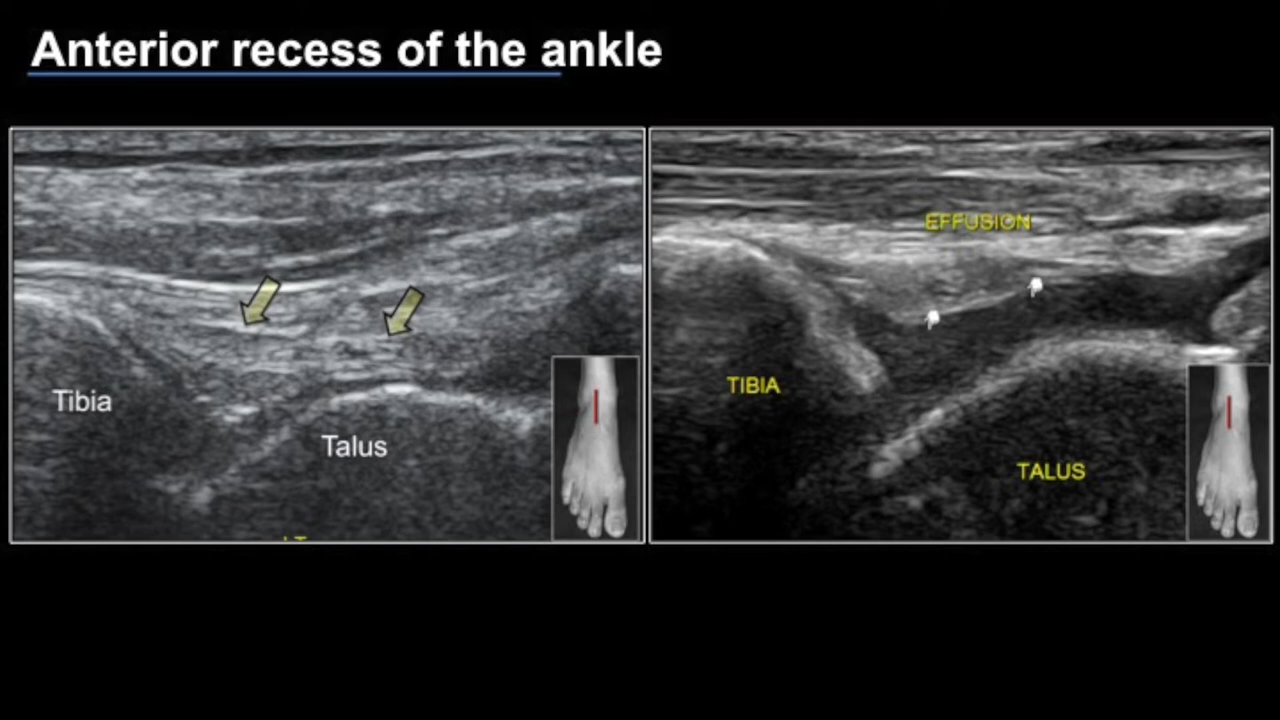 Anterior recess of the ankle
Tibia
Talus
EFFUSION
TIBIA
TALUS